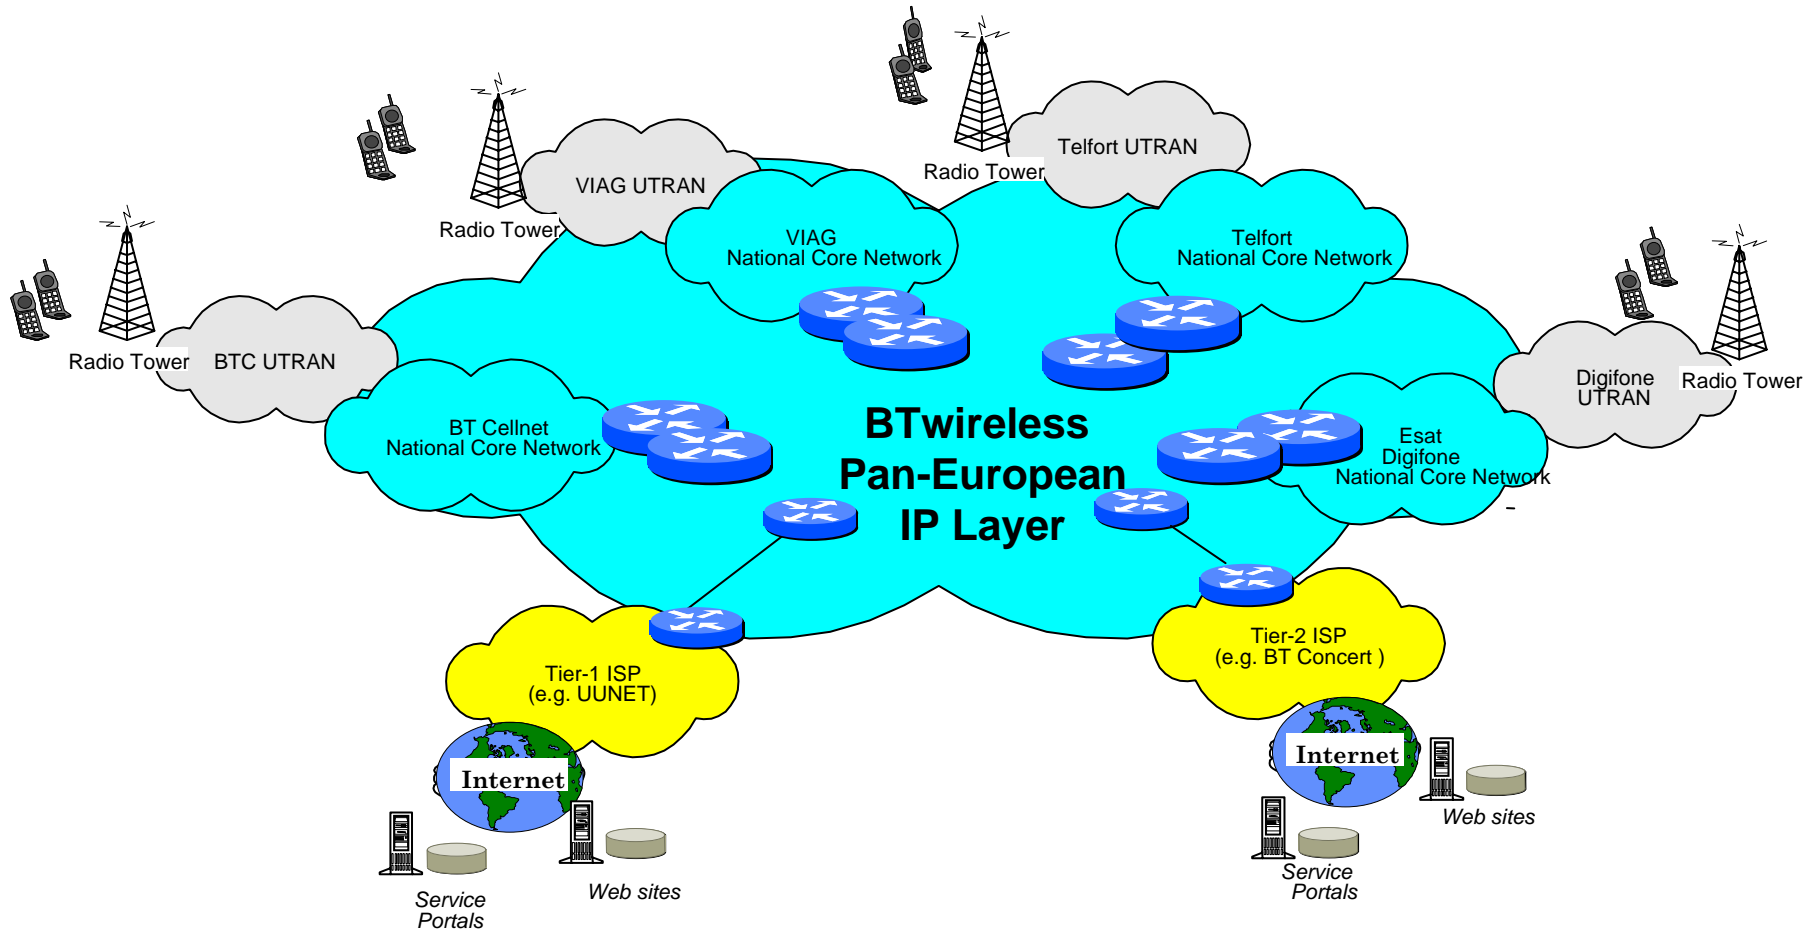 Telfort UTRAN
Radio Tower
VIAG UTRAN
Radio Tower
VIAG
National Core Network
Telfort
National Core Network
BTC UTRAN
Radio Tower
Digifone
UTRAN
Radio Tower
BT Cellnet
National Core Network
BTwireless
Pan-European
IP Layer
Esat
Digifone
National Core Network
Tier-1 ISP
(e.g. UUNET)
Tier-2 ISP
(e.g. BT Concert )
Internet
Internet
Service
Portals
Web sites
Service
Portals
Web sites